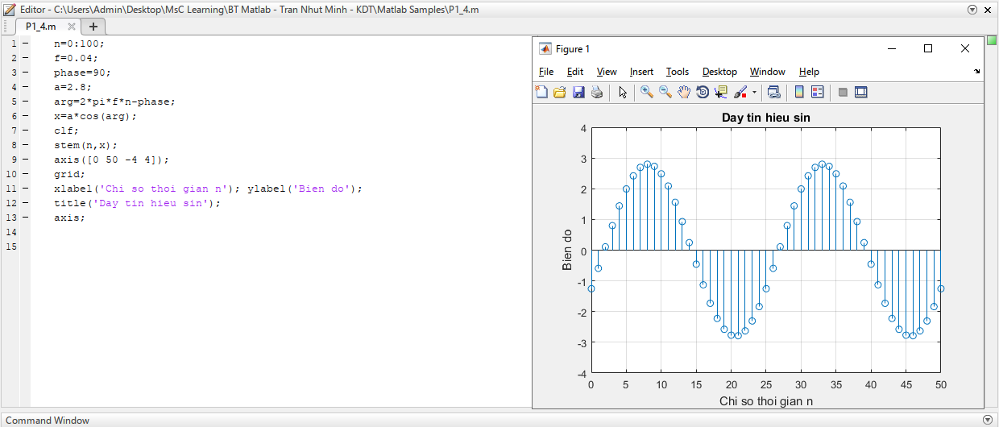 Editor - C:\Users\Admin\Desktop\MsC Learning\BT Matlab - Tran Nhut Minh - KDT\Matlab Samples\P1_4.m
P1_4.m
1 n=0:100;
2 f=0.04;
3 phase=90;
4 a=2.8;
5 arg=2*pi*f*n-phase;
6 x=a*cos(arg);
7 clf;
8 stem(n,x);
9 axis([0 50 -4 4]);
10 grid;
11 xlabel('Chi so thoi gian n'); ylabel('Bien do');
12 title('Day tin hieu sin');
13 axis;
14
15
Figure 1
File Edit View Insert Tools Desktop Window Help
Day tin hieu sin
4
3
2
1
0
-1
-2
-3
-4
Bien do
0 5 10 15 20 25 30 35 40 45 50
Chi so thoi gian n
Command Window